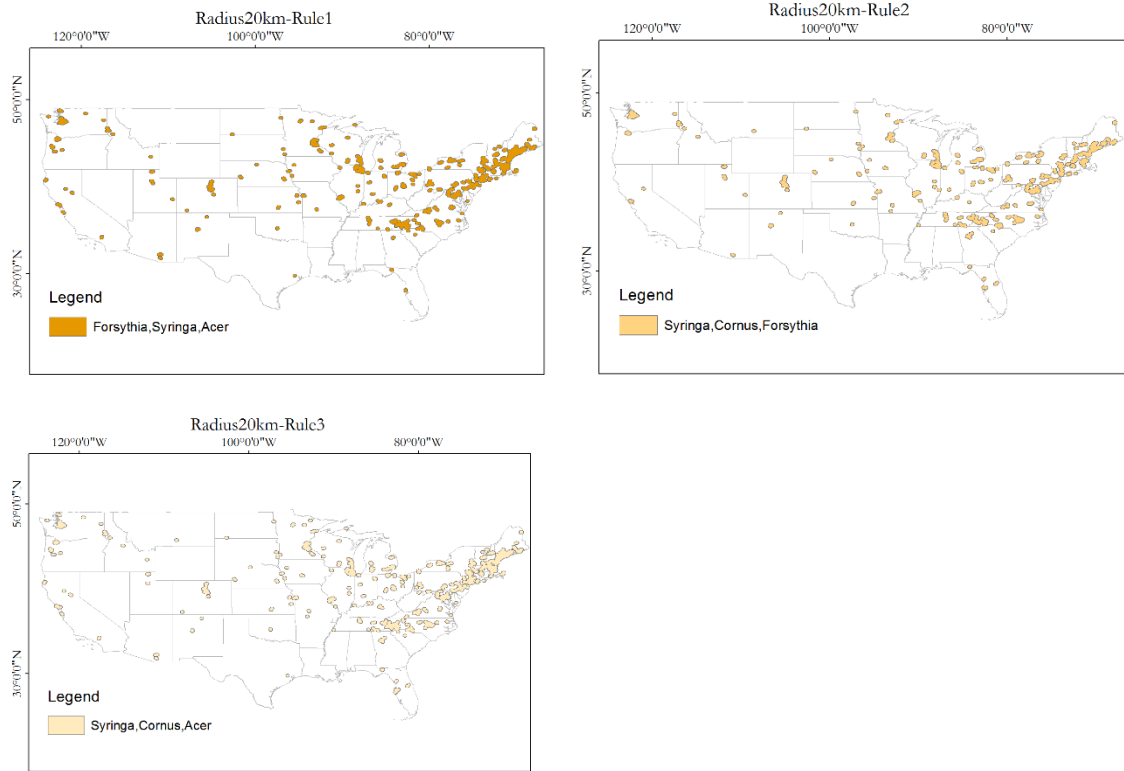 Radius20km-Rule1
120°0'0"W 100°0'0"W 80°0'0"W
50°0'0"N
30°0'0"N
Legend
Forsythia,Syringa,Acer
Radius20km-Rule2
120°0'0"W 100°0'0"W 80°0'0"W
50°0'0"N
30°0'0"N
Legend
Syringa,Cornus,Forsythia
Radius20km-Rule3
120°0'0"W 100°0'0"W 80°0'0"W
50°0'0"N
30°0'0"N
Legend
Syringa,Cornus,Acer